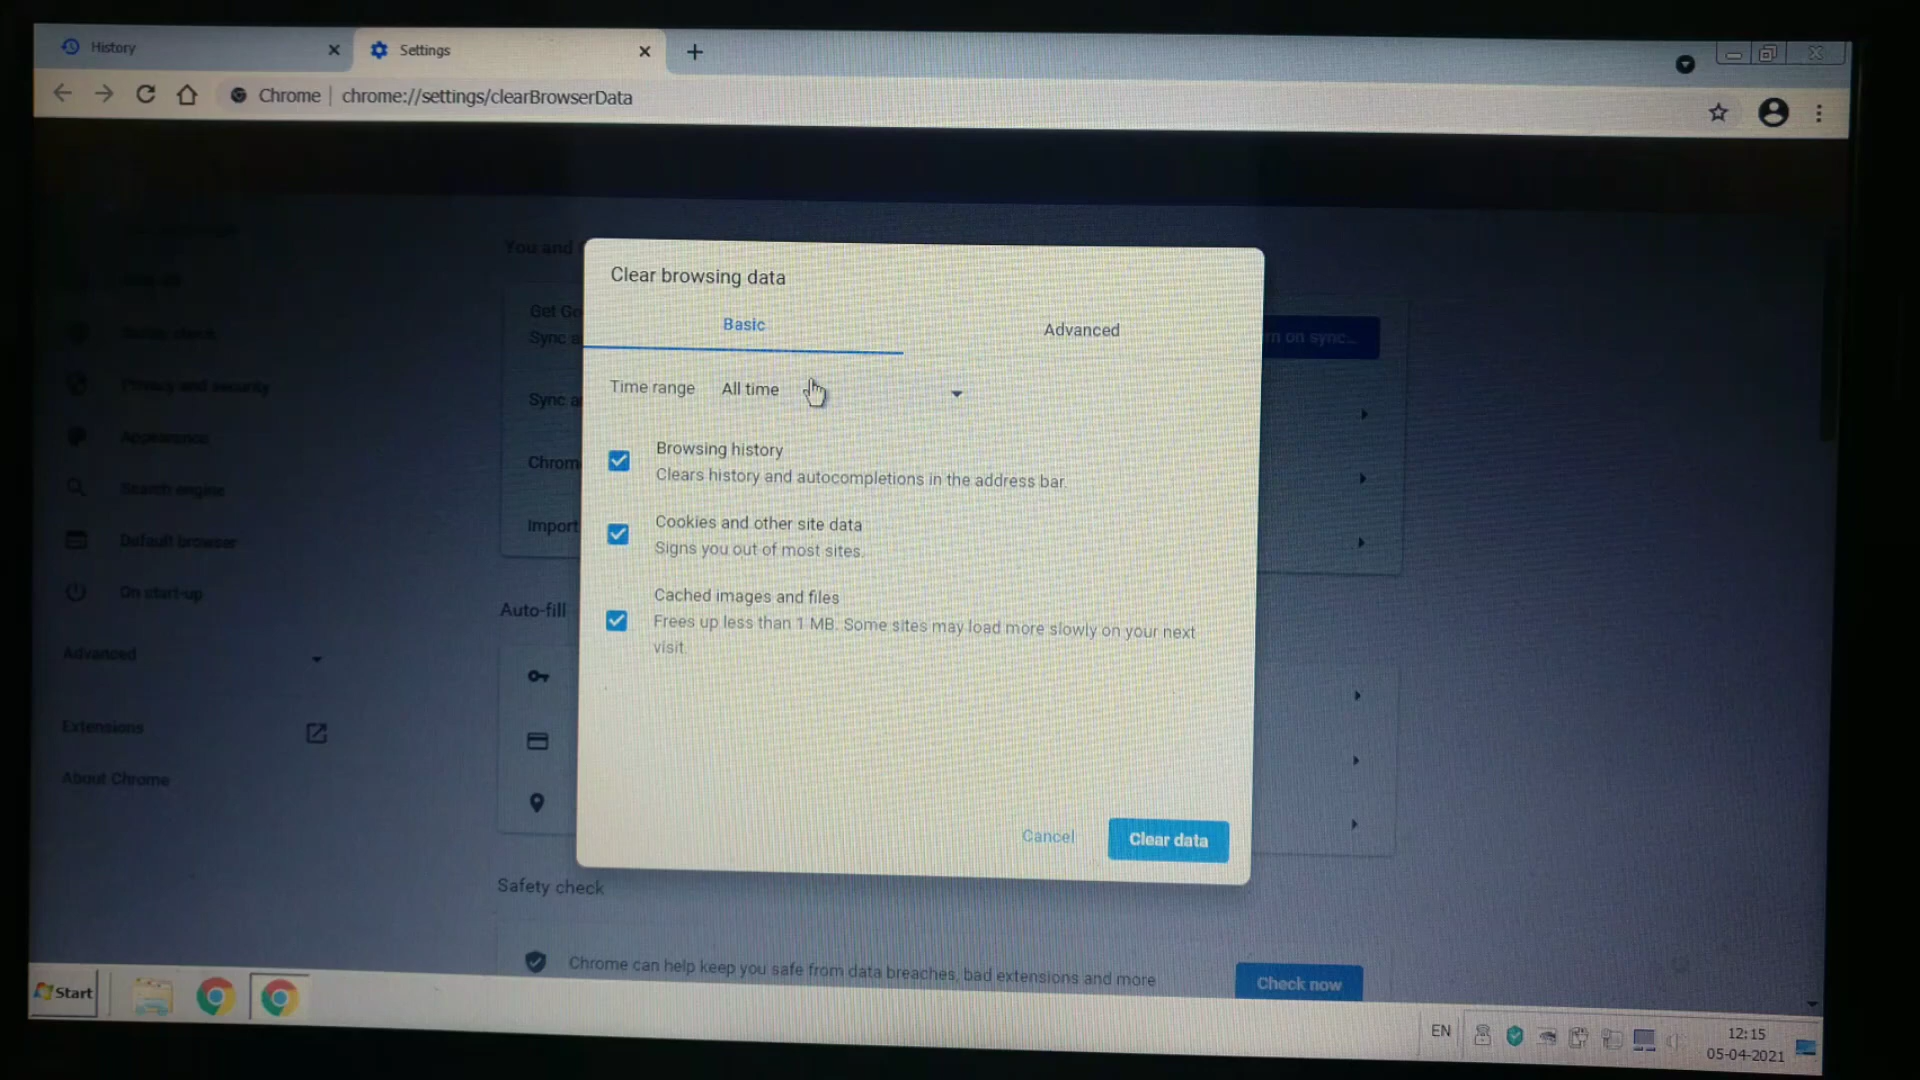 History
Settings
Chrome | chrome://settings/clearBrowserData
You and
Get Go
Sync a
rn on sync...
Sync a
Chrom
Import
Safety check
Privacy and security
Appearance
Search engine
Default browser
On start-up
Advanced
Extensions
About Chrome
Clear browsing data
Basic
Advanced
Time range All time
Browsing history
Clears history and autocompletions in the address bar.
Cookies and other site data
Signs you out of most sites.
Cached images and files
Frees up less than 1 MB. Some sites may load more slowly on your next
visit.
Cancel
Clear data
Auto-fill
Safety check
Chrome can help keep you safe from data breaches, bad extensions and more
Check now
Start
EN
12:15
05-04-2021